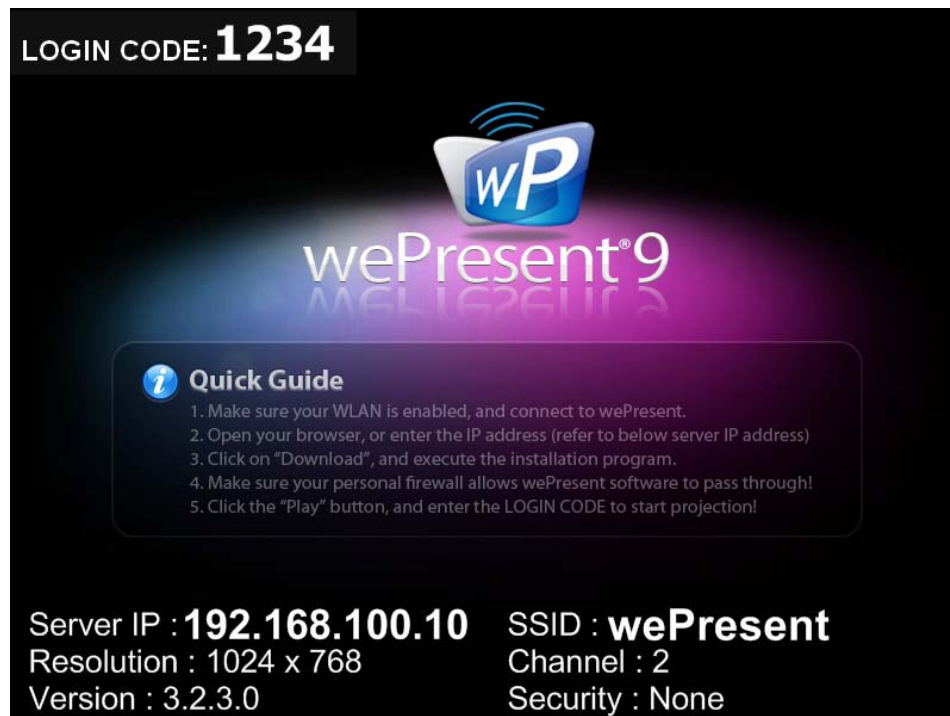 LOGIN CODE: 1234
wP
wePresent®9
Quick Guide
1. Make sure your WLAN is enabled, and connect to wePresent.
2. Open your browser, or enter the IP address (refer to below server IP address)
3. Click on “Download”, and execute the installation program.
4. Make sure your personal firewall allows wePresent software to pass through!
5. Click the “Play” button, and enter the LOGIN CODE to start projection!
Server IP : 192.168.100.10
Resolution : 1024 x 768
Version : 3.2.3.0
SSID : wePresent
Channel : 2
Security : None